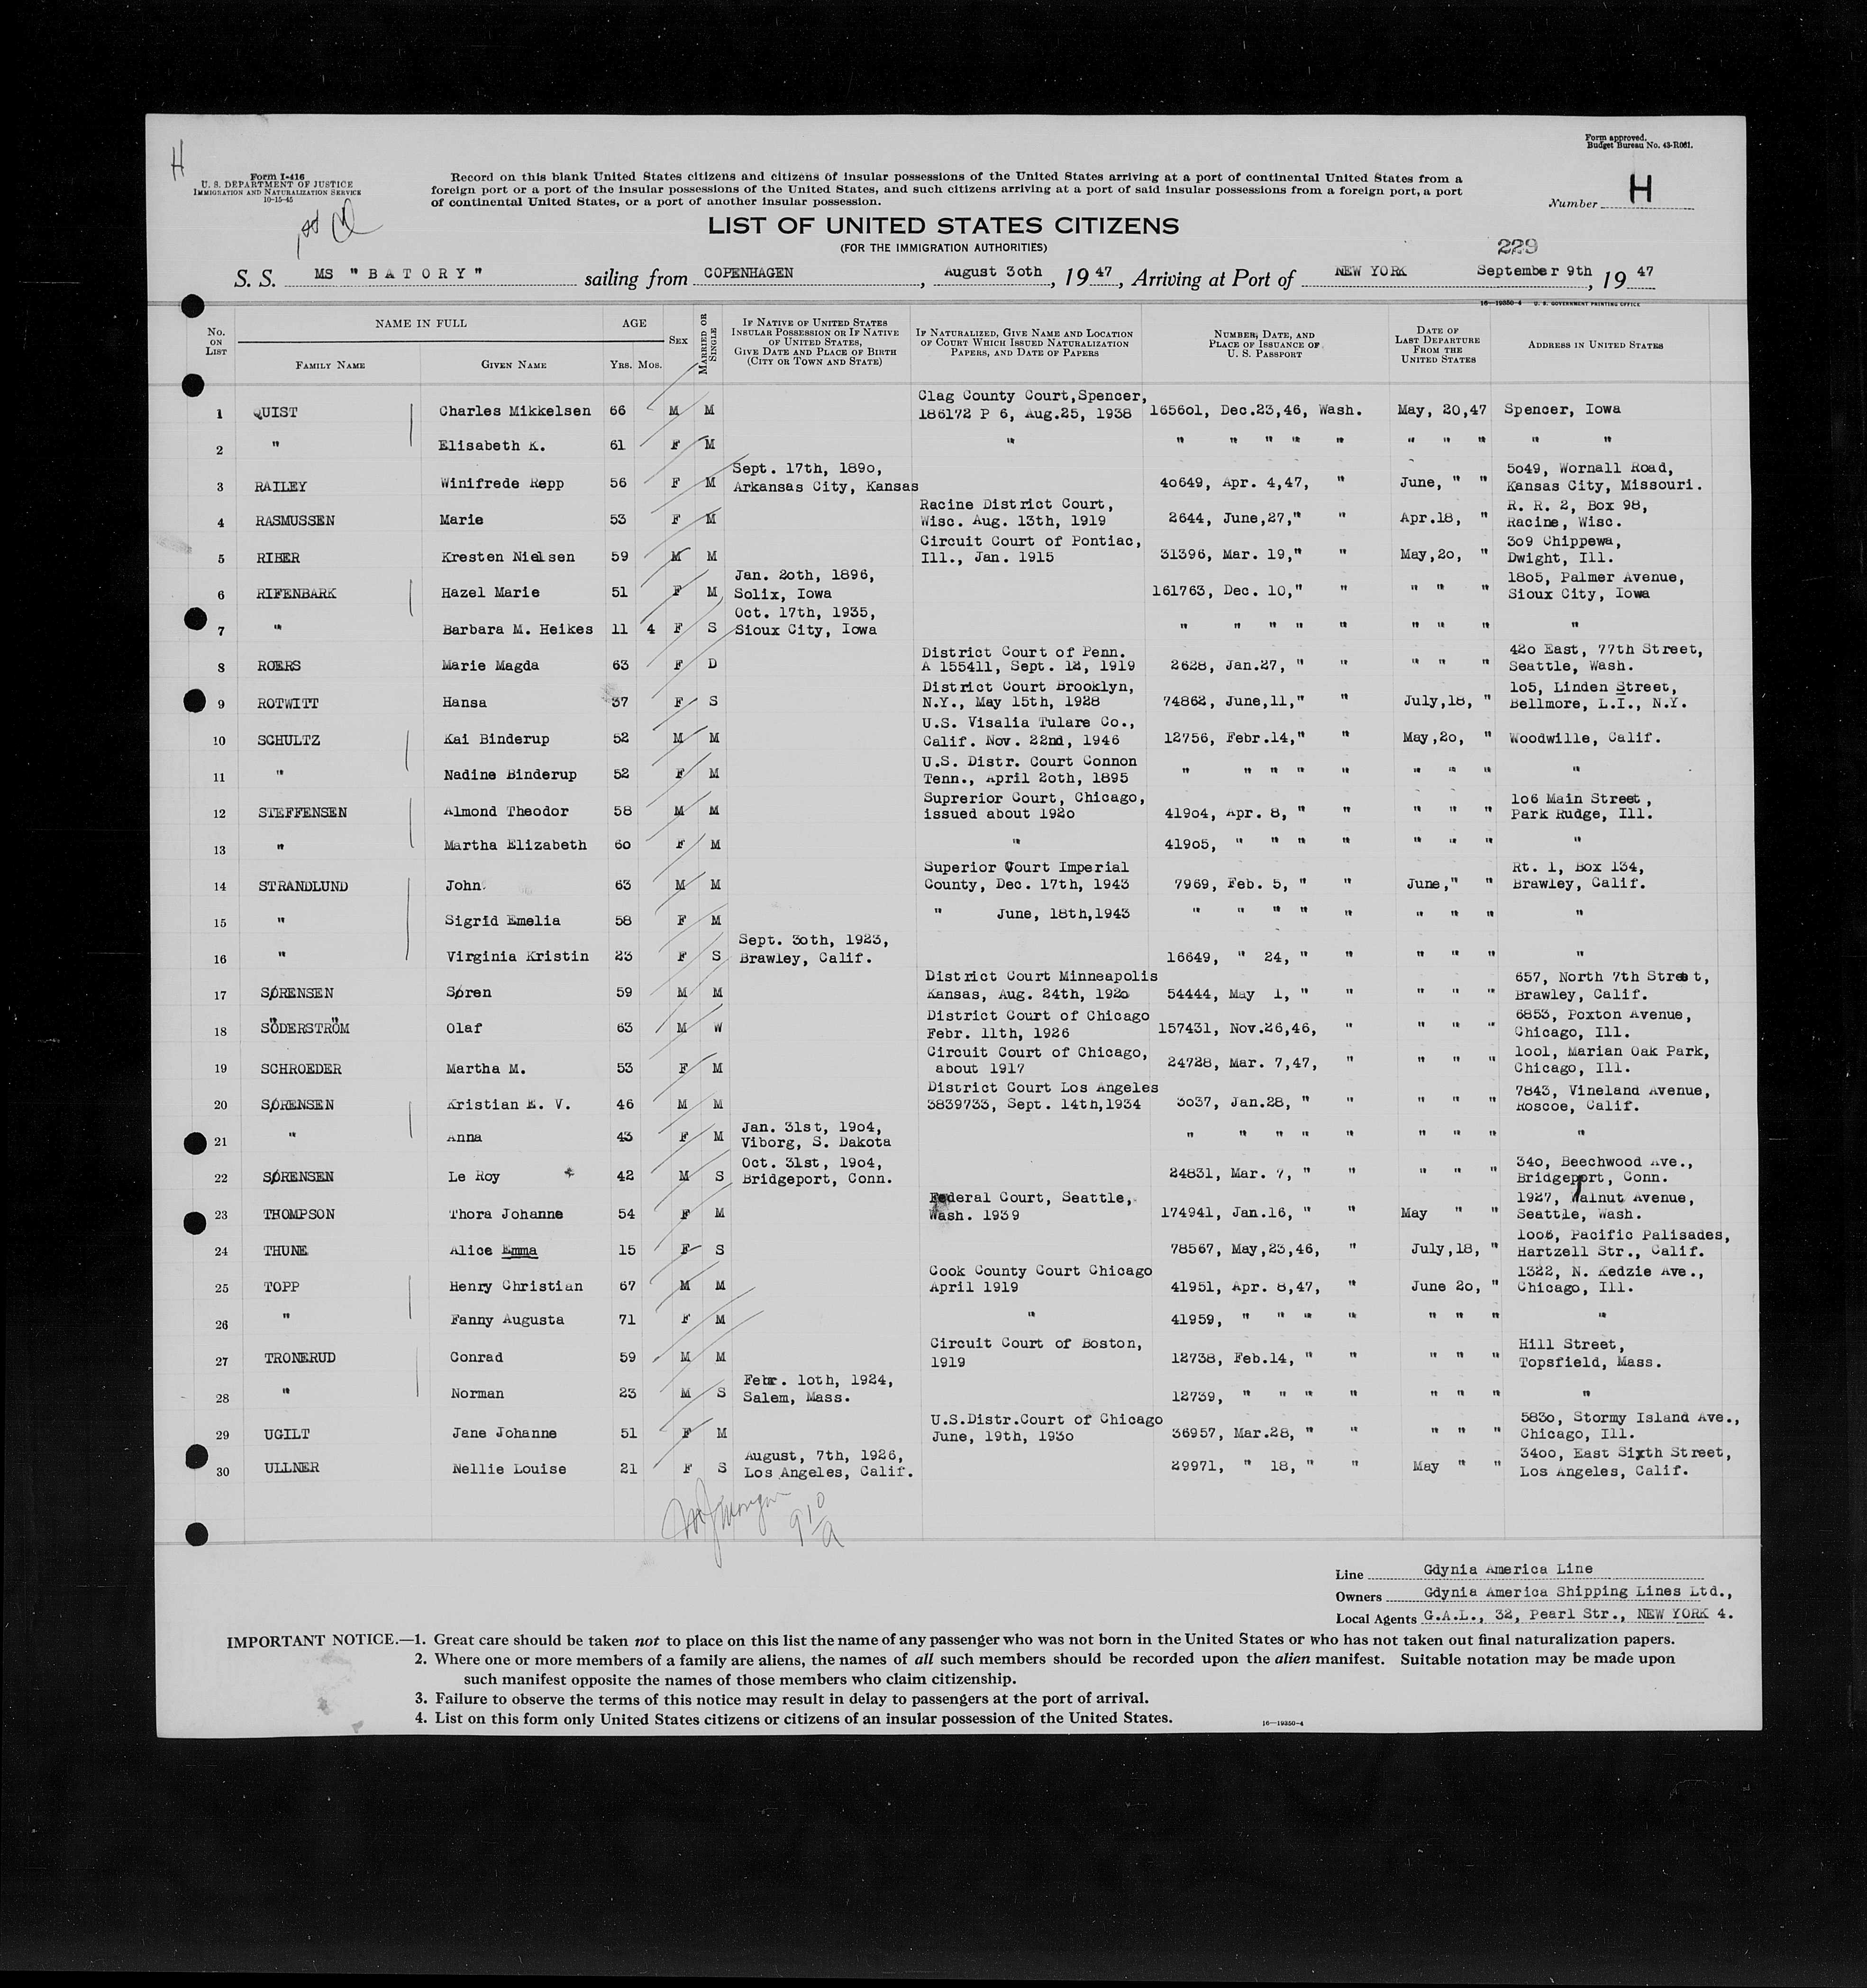 Form approved.
Budget Bureau No. 43-R061.
H
Form I-416
U. S. DEPARTMENT OF JUSTICE
IMMIGRATION AND NATURALIZATION SERVICE
10-15-45
Record on this blank United States citizens and citizens of insular possessions of the United States arriving at a port of continental United States from a
foreign port or a port of the insular possessions of the United States, and such citizens arriving at a port of said insular possessions from a foreign port, a port
of continental United States, or a port of another insular possession.
Number H
LIST OF UNITED STATES CITIZENS
(FOR THE IMMIGRATION AUTHORITIES)
229
S. S. MS "BATORY" sailing from COPENHAGEN, August 3oth, 1947, Arriving at Port of NEW YORK September 9th, 1947
16—19350-4 U. S. GOVERNMENT PRINTING OFFICE
No. on List
NAME IN FULL
Family Name
Given Name
AGE
Yrs. Mos.
Sex
Married or Single
If Native of United States Insular Possession or If Native of United States, Give Date and Place of Birth (City or Town and State)
If Naturalized, Give Name and Location of Court Which Issued Naturalization Papers, and Date of Papers
Number, Date, and Place of Issuance of U. S. Passport
Date of Last Departure From the United States
Address in United States
1 QUIST Charles Mikkelsen 66 M M Clag County Court,Spencer, 186172 P 6, Aug.25, 1938 1656o1, Dec.23,46, Wash. May, 20,47 Spencer, Iowa
2 " Elisabeth K. 61 F M " " " " " " " " " " "
3 RAILEY Winifrede Repp 56 F M Sept. 17th, 189o, Arkansas City, Kansas 4o649, Apr. 4,47, " June, " " 5o49, Wornall Road, Kansas City, Missouri.
4 RASMUSSEN Marie 53 F M Racine District Court, Wisc. Aug. 13th, 1919 2644, June,27," " Apr.18, " R. R. 2, Box 98, Racine, Wisc.
5 RIBER Kresten Nielsen 59 M M Circuit Court of Pontiac, Ill., Jan. 1915 31396, Mar. 19," " May,2o, " 3o9 Chippewa, Dwight, Ill.
6 RIFENBARK Hazel Marie 51 F M Jan. 2oth, 1896, Solix, Iowa 161763, Dec. 10," " " " " 18o5, Palmer Avenue, Sioux City, Iowa
7 " Barbara M. Heikes 11 4 F S Oct. 17th, 1935, Sioux City, Iowa " " " " " " " " "
8 ROERS Marie Magda 63 F D District Court of Penn. A 155411, Sept. 12, 1919 2628, Jan.27, " " " " " 42o East, 77th Street, Seattle, Wash.
9 ROTWITT Hansa 37 F S District Court Brooklyn, N.Y., May 15th, 1928 74862, June,11," " July,18, " 1o5, Linden Street, Bellmore, L.I., N.Y.
10 SCHULTZ Kai Binderup 52 M M U.S. Visalia Tulare Co., Calif. Nov. 22nd, 1946 12756, Febr.14," " May,2o, " Woodwille, Calif.
11 " Nadine Binderup 52 F M U.S. Distr. Court Connon Tenn., April 2oth, 1895 " " " " " " " " "
12 STEFFENSEN Almond Theodor 58 M M Suprerior Court, Chicago, issued about 192o 419o4, Apr. 8, " " " " " 1o6 Main Street, Park Rudge, Ill.
13 " Martha Elizabeth 6o F M " 419o5, " " " " " " " "
14 STRANDLUND John 63 M M Superior Court Imperial County, Dec. 17th, 1943 7969, Feb. 5, " " June," " Rt. 1, Box 134, Brawley, Calif.
15 " Sigrid Emelia 58 F M " June, 18th,1943 " " " " " " " " "
16 " Virginia Kristin 23 F S Sept. 3oth, 1923, Brawley, Calif. 16649, " 24, " " " " " "
17 SØRENSEN Søren 59 M M District Court Minneapolis Kansas, Aug. 24th, 192o 54444, May 1, " " " " " 657, North 7th Street, Brawley, Calif.
18 SÖDERSTRÖM Olaf 63 M W District Court of Chicago Febr. 11th, 1926 157431, Nov.26,46, " " " " 6853, Poxton Avenue, Chicago, Ill.
19 SCHROEDER Martha M. 53 F M Circuit Court of Chicago, about 1917 24728, Mar. 7,47, " " " " 1oo1, Marian Oak Park, Chicago, Ill.
20 SØRENSEN Kristian E. V. 46 M M District Court Los Angeles 3839733, Sept. 14th,1934 3o37, Jan.28, " " " " " 7843, Vineland Avenue, Roscoe, Calif.
21 " Anna 43 F M Jan. 31st, 19o4, Viborg, S. Dakota " " " " " " " " "
22 SØRENSEN Le Roy 42 M S Oct. 31st, 19o4, Bridgeport, Conn. 24831, Mar. 7, " " " " " 34o, Beechwood Ave., Bridgeport, Conn.
23 THOMPSON Thora Johanne 54 F M Federal Court, Seattle, Wash. 1939 174941, Jan.16, " " May " " 1927, Walnut Avenue, Seattle, Wash.
24 THUNE Alice Emma 15 F S 78567, May,23,46, " July,18, " 1oo6, Pacific Palisades, Hartzell Str., Calif.
25 TOPP Henry Christian 67 M M Cook County Court Chicago April 1919 41951, Apr. 8,47, " June 2o, " 1322, N. Kedzie Ave., Chicago, Ill.
26 " Fanny Augusta 71 F M " 41959, " " " " " " " "
27 TRONERUD Conrad 59 M M Circuit Court of Boston, 1919 12738, Feb.14, " " " " " Hill Street, Topsfield, Mass.
28 " Norman 23 M S Febr. 1oth, 1924, Salem, Mass. 12739, " " " " " " " "
29 UGILT Jane Johanne 51 F M U.S.Distr.Court of Chicago June, 19th, 193o 36957, Mar.28, " " " " " 583o, Stormy Island Ave., Chicago, Ill.
30 ULLNER Nellie Louise 21 F S August, 7th, 1926, Los Angeles, Calif. 29971, " 18, " " May " " 34oo, East Sixth Street, Los Angeles, Calif.
Line Gdynia America Line
Owners Gdynia America Shipping Lines Ltd.,
Local Agents G.A.L., 32, Pearl Str., NEW YORK 4.
IMPORTANT NOTICE.—1. Great care should be taken not to place on this list the name of any passenger who was not born in the United States or who has not taken out final naturalization papers.
2. Where one or more members of a family are aliens, the names of all such members should be recorded upon the alien manifest. Suitable notation may be made upon
such manifest opposite the names of those members who claim citizenship.
3. Failure to observe the terms of this notice may result in delay to passengers at the port of arrival.
4. List on this form only United States citizens or citizens of an insular possession of the United States.
16—19350-4